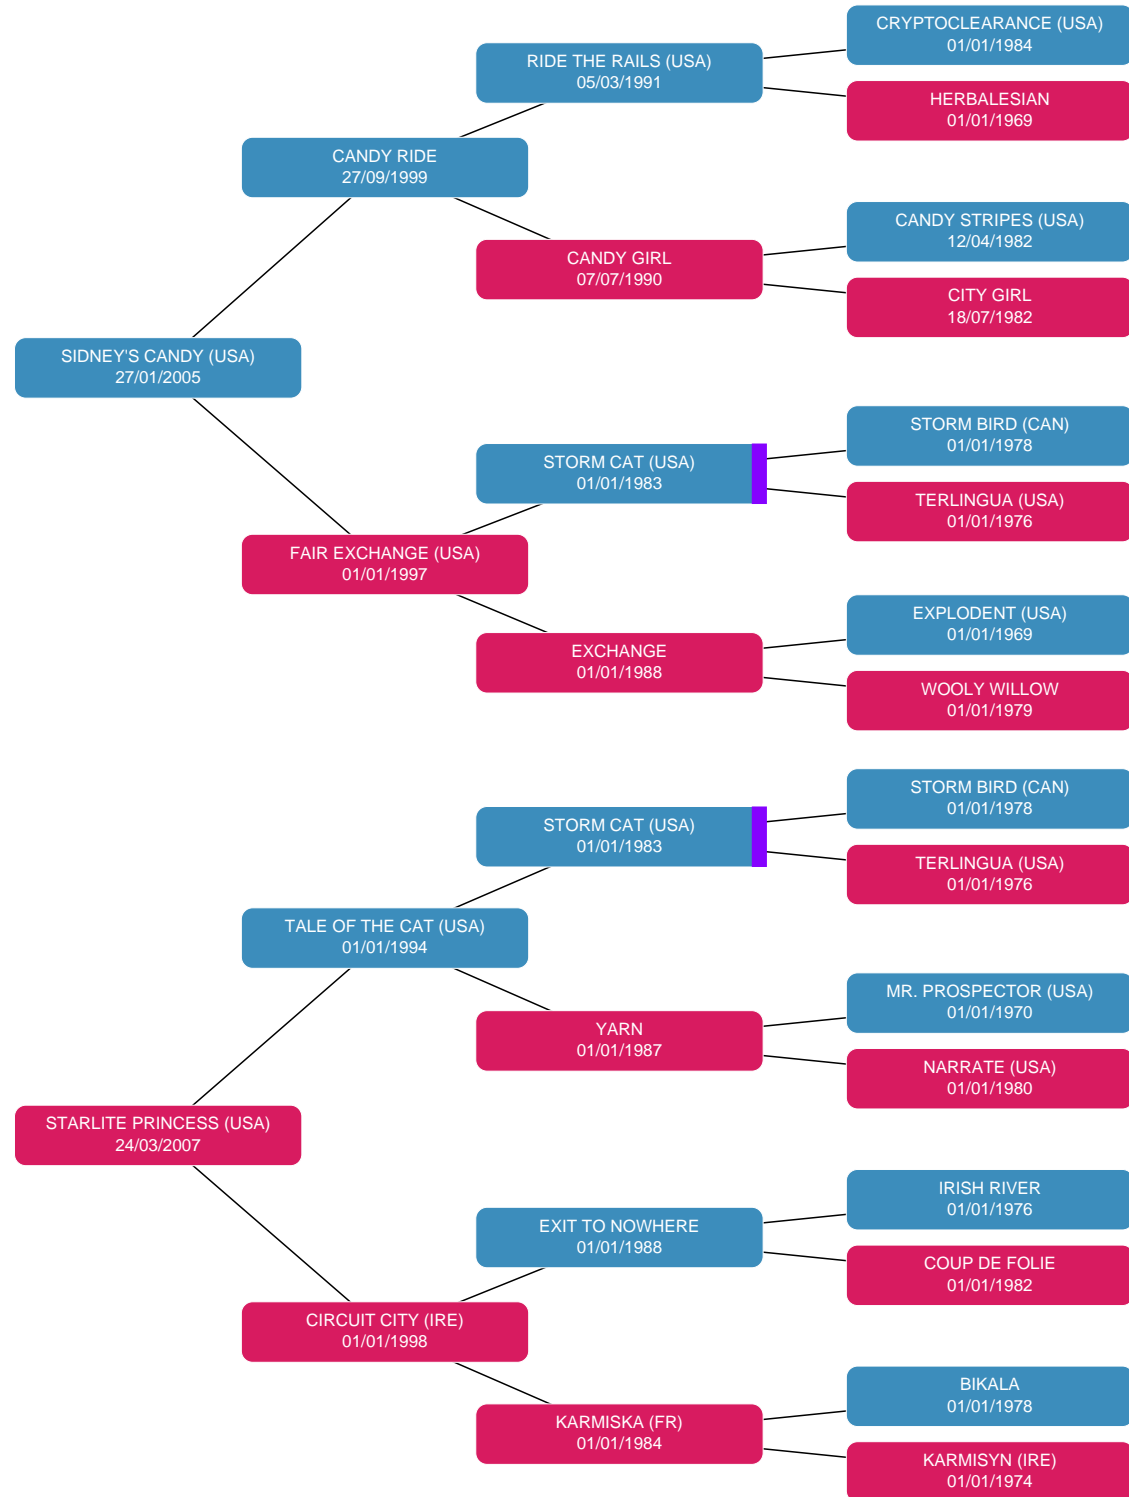 CRYPTOCLEARANCE (USA)
01/01/1984
RIDE THE RAILS (USA)
05/03/1991
HERBALESIAN
01/01/1969
CANDY RIDE
27/09/1999
CANDY STRIPES (USA)
12/04/1982
CANDY GIRL
07/07/1990
CITY GIRL
18/07/1982
SIDNEY'S CANDY (USA)
27/01/2005
STORM BIRD (CAN)
01/01/1978
STORM CAT (USA)
01/01/1983
TERLINGUA (USA)
01/01/1976
FAIR EXCHANGE (USA)
01/01/1997
EXPLODENT (USA)
01/01/1969
EXCHANGE
01/01/1988
WOOLY WILLOW
01/01/1979
STORM BIRD (CAN)
01/01/1978
STORM CAT (USA)
01/01/1983
TERLINGUA (USA)
01/01/1976
TALE OF THE CAT (USA)
01/01/1994
MR. PROSPECTOR (USA)
01/01/1970
YARN
01/01/1987
NARRATE (USA)
01/01/1980
STARLITE PRINCESS (USA)
24/03/2007
IRISH RIVER
01/01/1976
EXIT TO NOWHERE
01/01/1988
COUP DE FOLIE
01/01/1982
CIRCUIT CITY (IRE)
01/01/1998
BIKALA
01/01/1978
KARMISKA (FR)
01/01/1984
KARMISYN (IRE)
01/01/1974